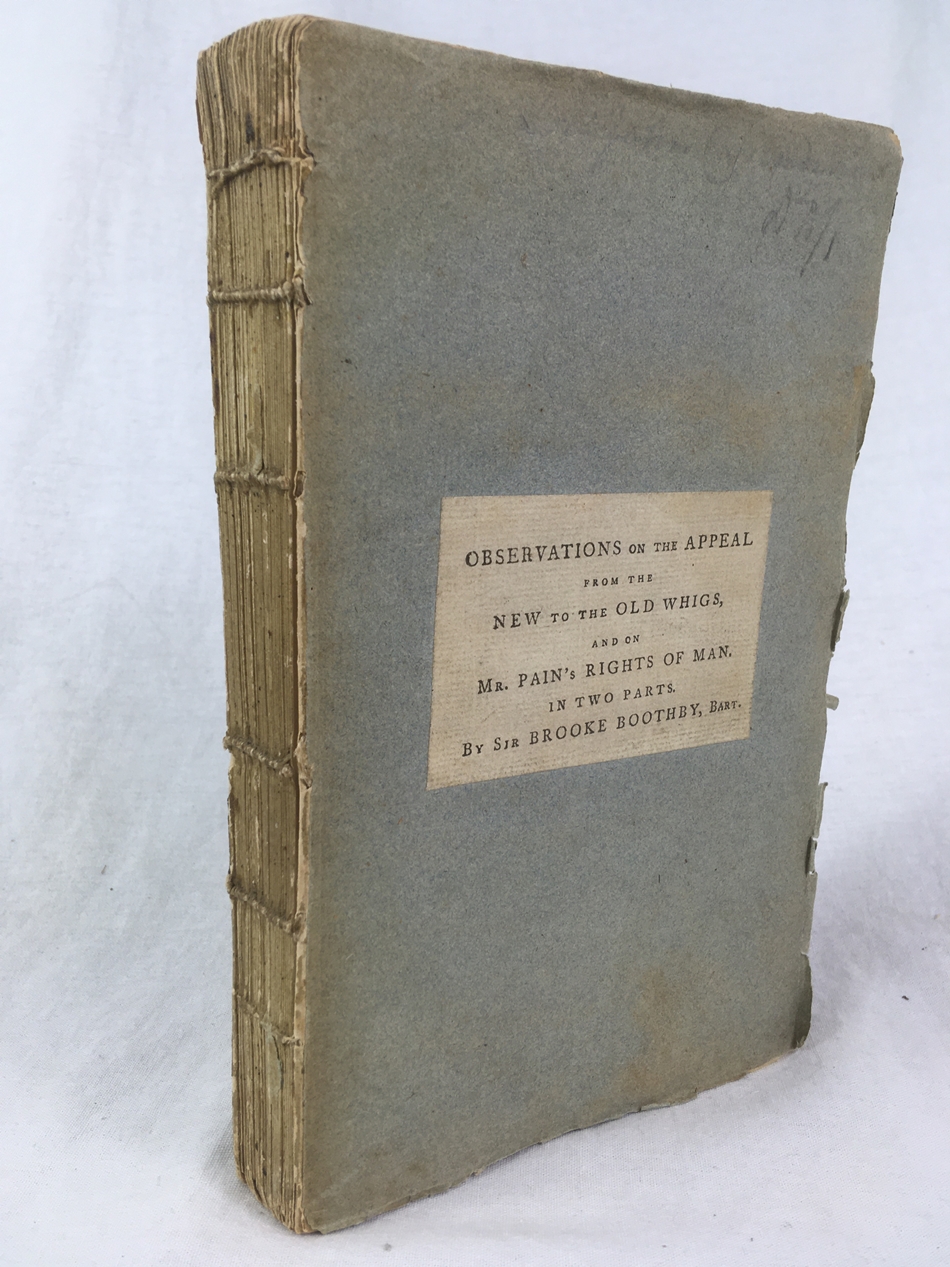 OBSERVATIONS ON THE APPEAL
FROM THE
NEW TO THE OLD WHIGS,
AND ON
MR. PAIN's RIGHTS OF MAN.
IN TWO PARTS.
BY SIR BROOKE BOOTHBY, BART.